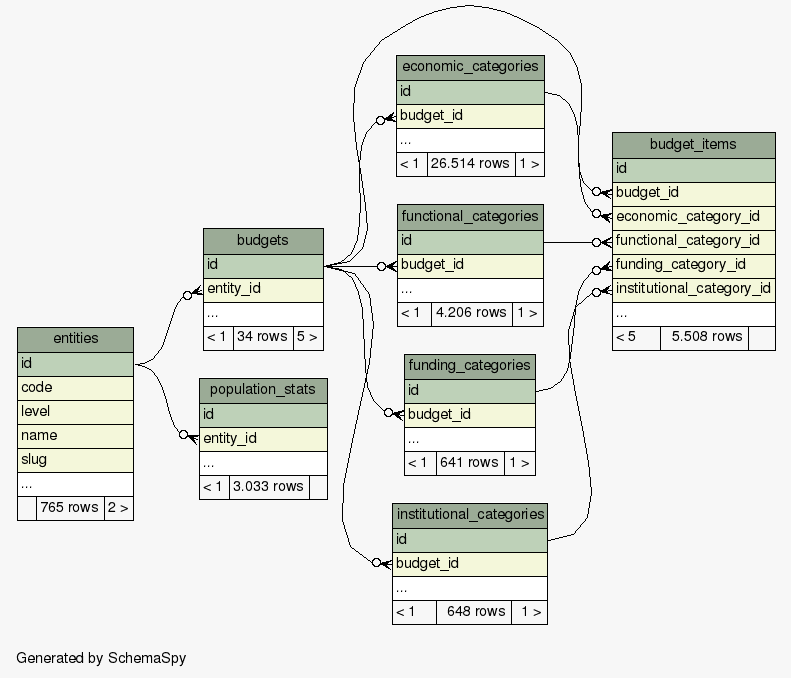 economic_categories
id
budget_id
...
< 1 26.514 rows 1 >
budget_items
id
budget_id
economic_category_id
functional_category_id
funding_category_id
institutional_category_id
...
< 5 5.508 rows
functional_categories
id
budget_id
...
< 1 4.206 rows 1 >
budgets
id
entity_id
...
< 1 34 rows 5 >
entities
id
code
level
name
slug
...
765 rows 2 >
population_stats
id
entity_id
...
< 1 3.033 rows
funding_categories
id
budget_id
...
< 1 641 rows 1 >
institutional_categories
id
budget_id
...
< 1 648 rows 1 >
Generated by SchemaSpy